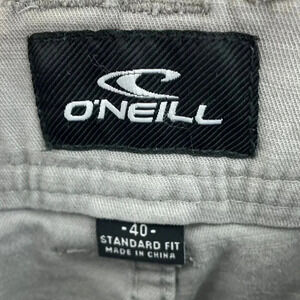 O'NEILL
-40-
STANDARD FIT
MADE IN CHINA